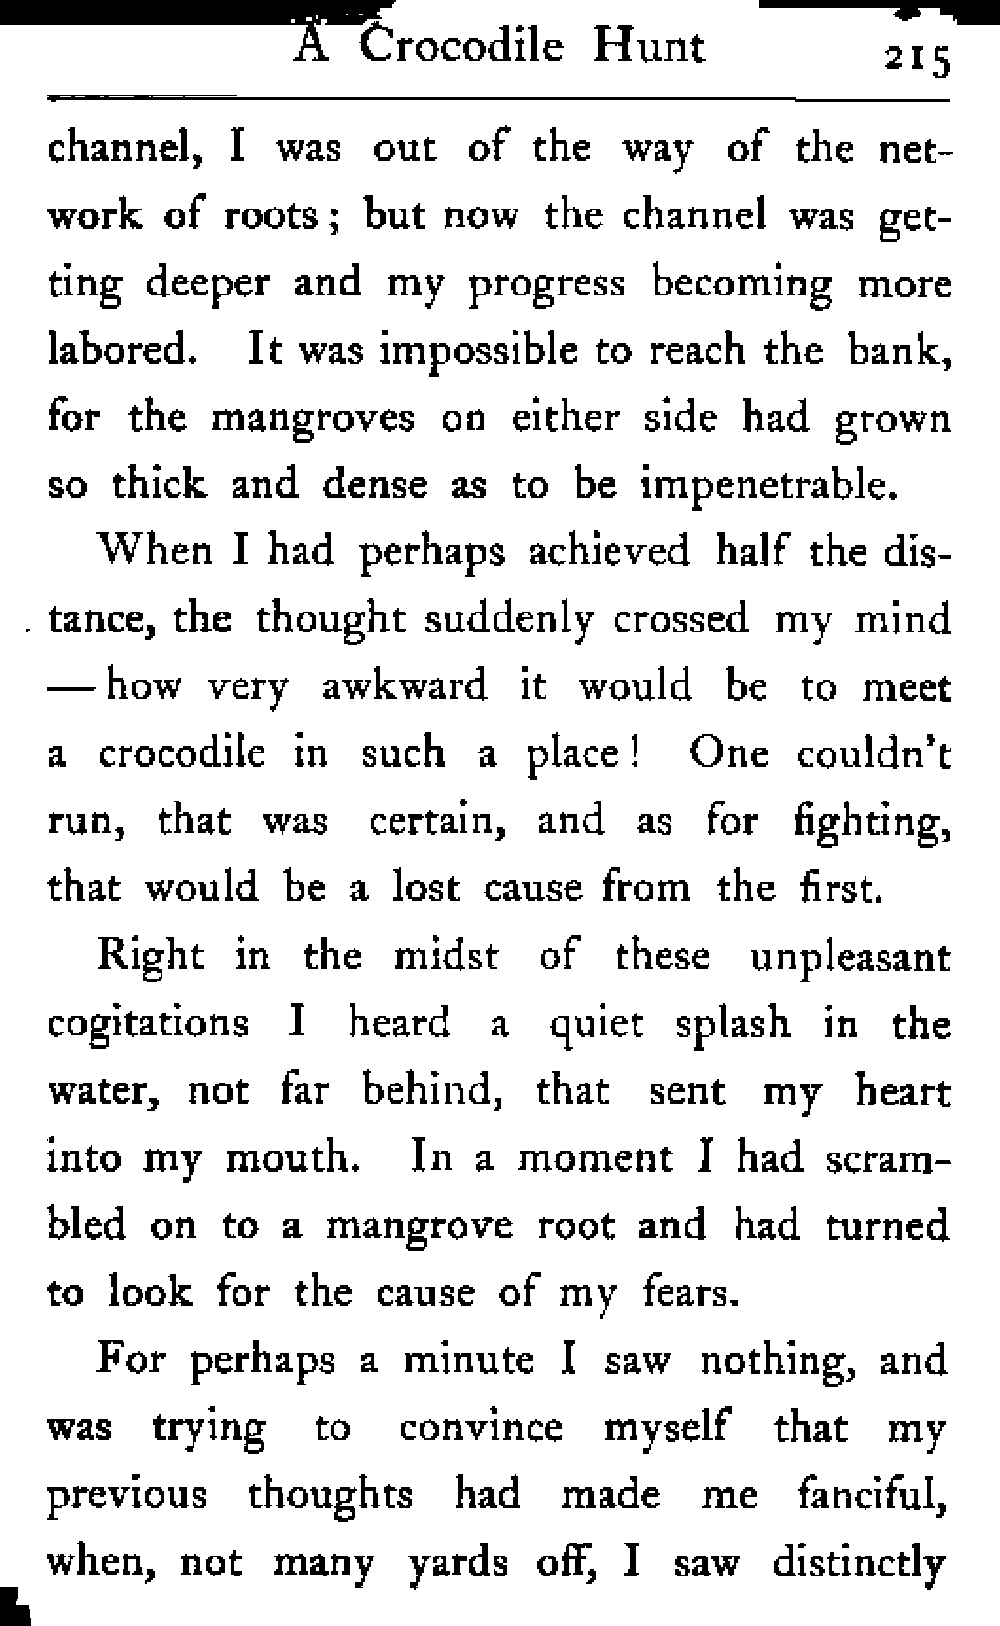 A Crocodile Hunt 215
channel, I was out of the way of the net-
work of roots; but now the channel was get-
ting deeper and my progress becoming more
labored. It was impossible to reach the bank,
for the mangroves on either side had grown
so thick and dense as to be impenetrable.
When I had perhaps achieved half the dis-
tance, the thought suddenly crossed my mind
—how very awkward it would be to meet
a crocodile in such a place! One couldn't
run, that was certain, and as for fighting,
that would be a lost cause from the first.
Right in the midst of these unpleasant
cogitations I heard a quiet splash in the
water, not far behind, that sent my heart
into my mouth. In a moment I had scram-
bled on to a mangrove root and had turned
to look for the cause of my fears.
For perhaps a minute I saw nothing, and
was trying to convince myself that my
previous thoughts had made me fanciful,
when, not many yards off, I saw distinctly